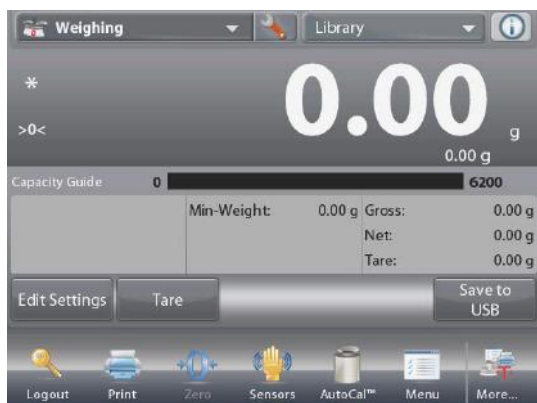 Weighing Library
*
0.00 g
>0<
0.00 g
Capacity Guide 0 6200
Min-Weight: 0.00 g Gross: 0.00 g
Net: 0.00 g
Tare: 0.00 g
Edit Settings Tare Save to
USB
Logout Print Zero Sensors AutoCal™ Menu More...